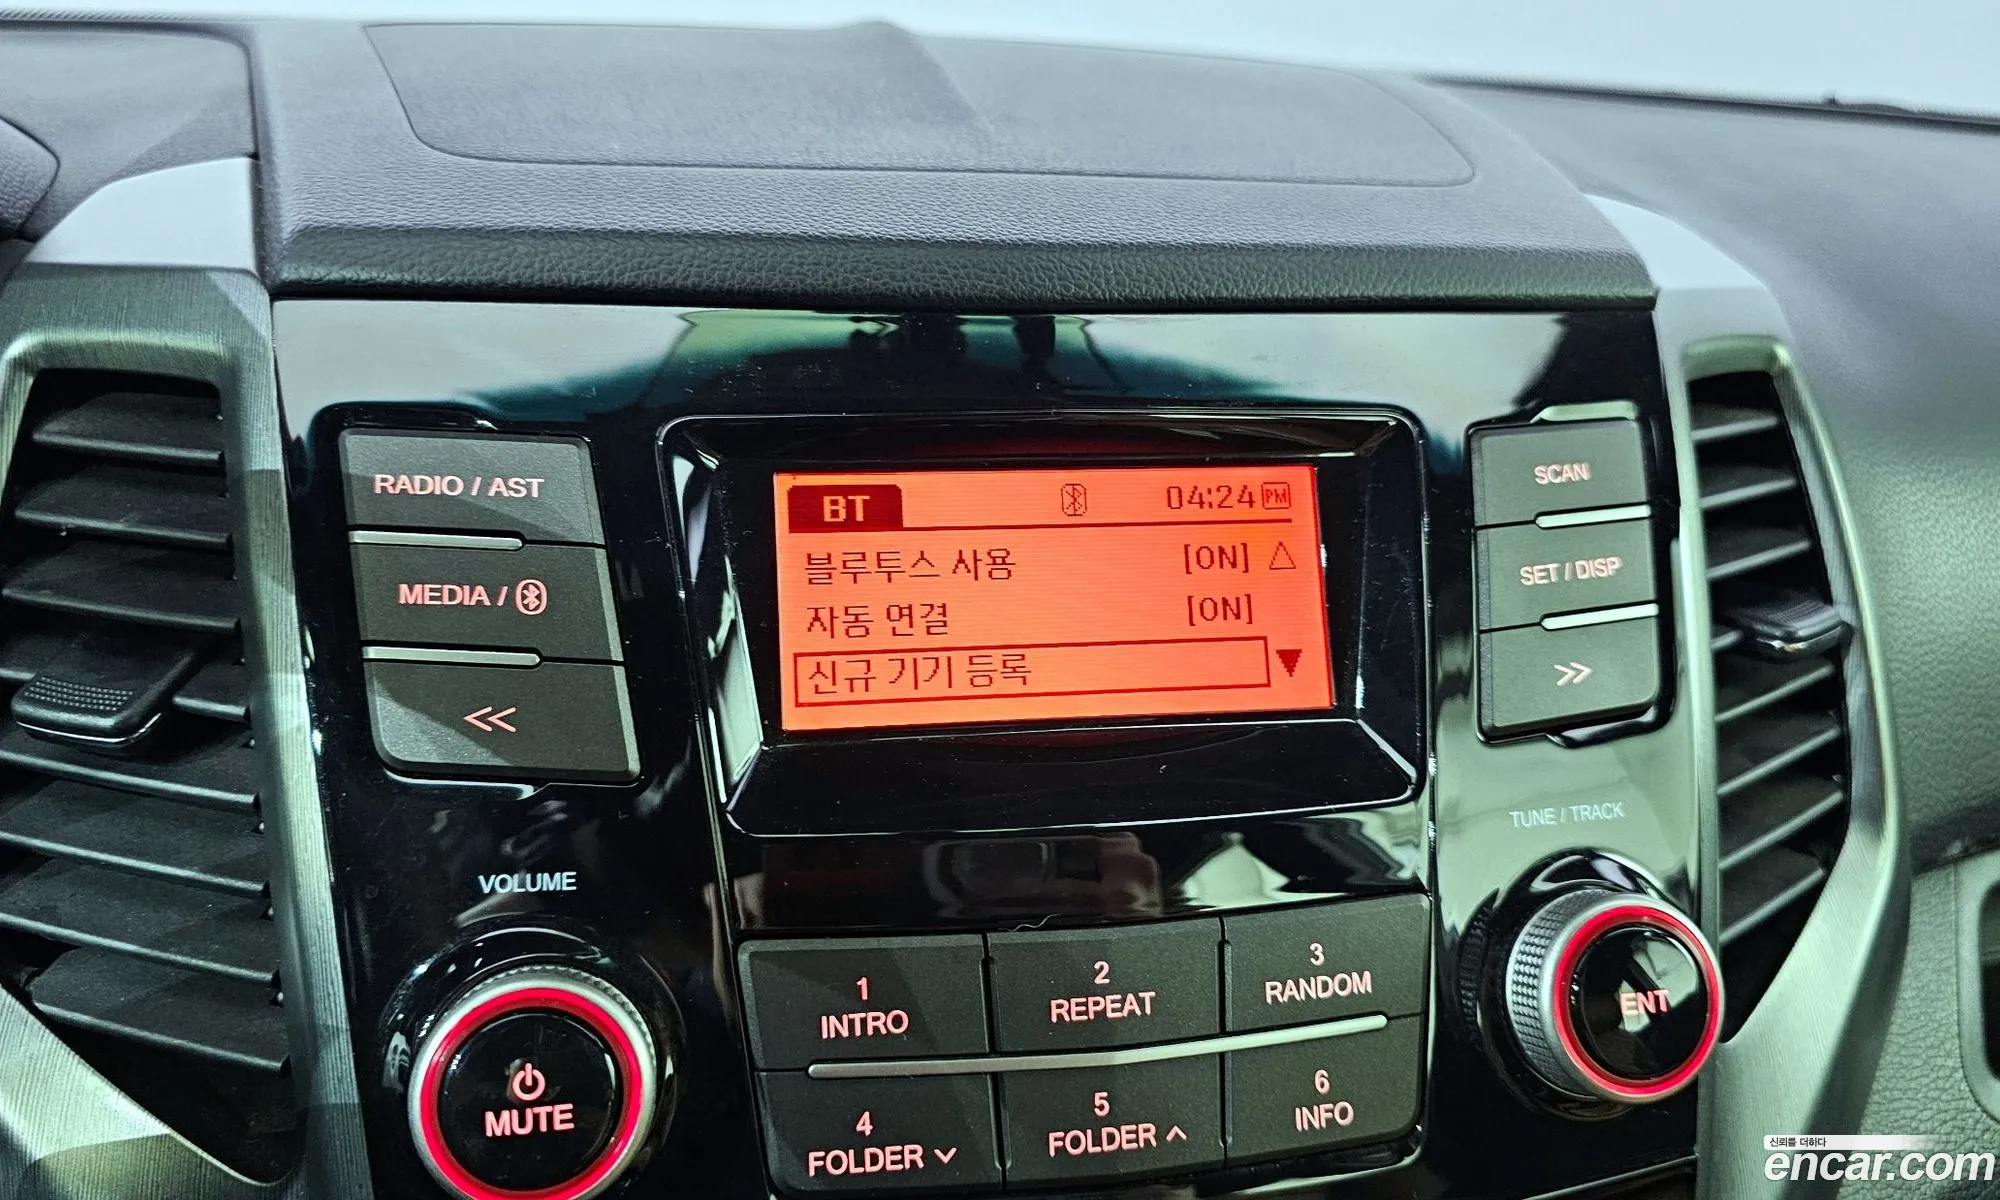 RADIO / AST
MEDIA /
<<
BT
04:24 PM
블루투스 사용 [ON]
자동 연결 [ON]
신규 기기 등록
SCAN
SET / DISP
>>
TUNE / TRACK
VOLUME
MUTE
1
INTRO
2
REPEAT
3
RANDOM
4
FOLDER
5
FOLDER
6
INFO
ENT
신뢰를 더하다
encar.com